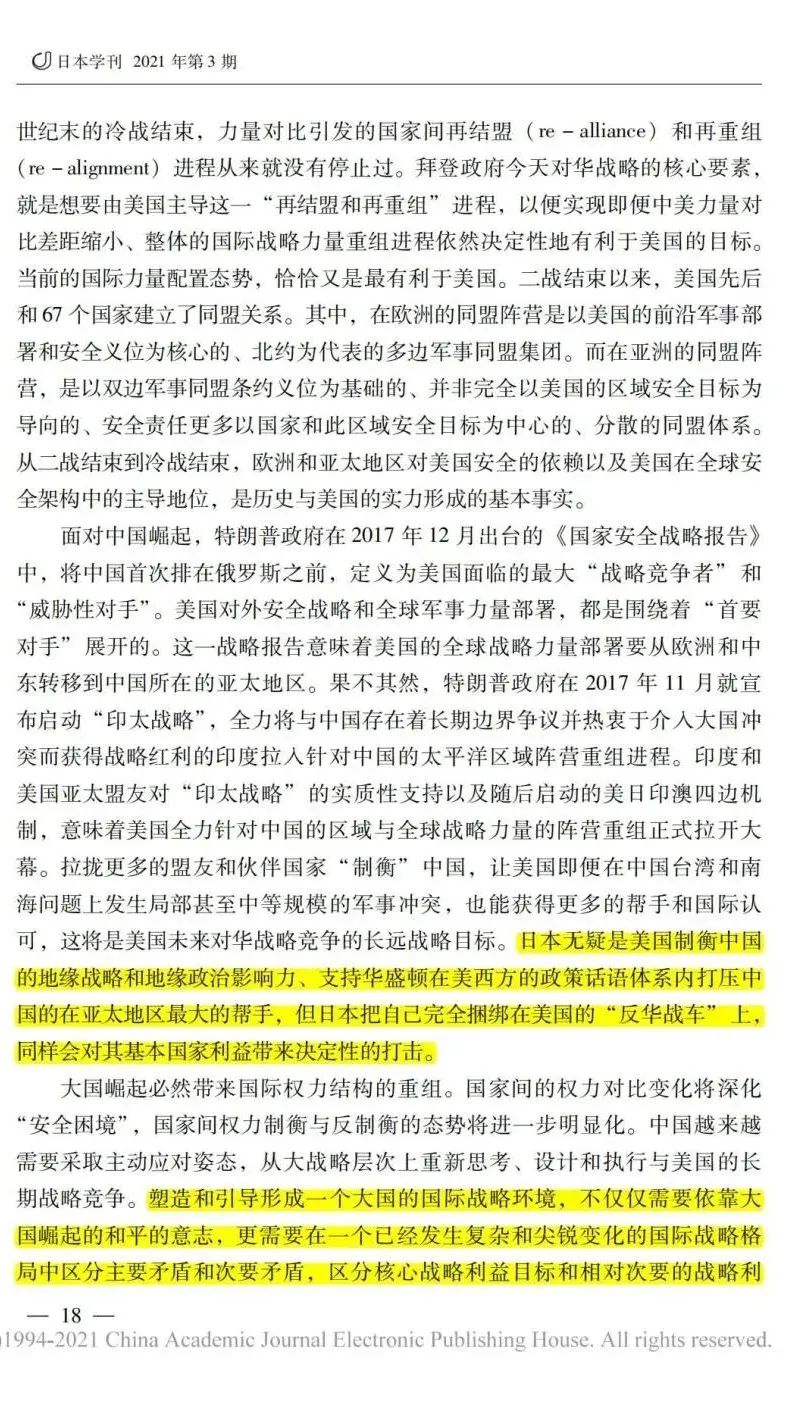 日本学刊 2021 年第 3 期
世纪末的冷战结束，力量对比引发的国家间再结盟（re－alliance）和再重组
（re－alignment）进程从来就没有停止过。拜登政府今天对华战略的核心要素，
就是想要由美国主导这一“再结盟和再重组”进程，以便实现即便中美力量对
比差距缩小、整体的国际战略力量重组进程依然决定性地有利于美国的目标。
当前的国际力量配置态势，恰恰又是最有利于美国。二战结束以来，美国先后
和 67 个国家建立了同盟关系。其中，在欧洲的同盟阵营是以美国的前沿军事部
署和安全义位为核心的、北约为代表的多边军事同盟集团。而在亚洲的同盟阵
营，是以双边军事同盟条约义位为基础的、并非完全以美国的区域安全目标为
导向的、安全责任更多以国家和此区域安全目标为中心的、分散的同盟体系。
从二战结束到冷战结束，欧洲和亚太地区对美国安全的依赖以及美国在全球安
全架构中的主导地位，是历史与美国的实力形成的基本事实。
面对中国崛起，特朗普政府在 2017 年 12 月出台的《国家安全战略报告》
中，将中国首次排在俄罗斯之前，定义为美国面临的最大“战略竞争者”和
“威胁性对手”。美国对外安全战略和全球军事力量部署，都是围绕着“首要
对手”展开的。这一战略报告意味着美国的全球战略力量部署要从欧洲和中
东转移到中国所在的亚太地区。果不其然，特朗普政府在 2017 年 11 月就宣
布启动“印太战略”，全力将与中国存在着长期边界争议并热衷于介入大国冲
突而获得战略红利的印度拉入针对中国的太平洋区域阵营重组进程。印度和
美国亚太盟友对“印太战略”的实质性支持以及随后启动的美日印澳四边机
制，意味着美国全力针对中国的区域与全球战略力量的阵营重组正式拉开大
幕。拉拢更多的盟友和伙伴国家“制衡”中国，让美国即便在中国台湾和南
海问题上发生局部甚至中等规模的军事冲突，也能获得更多的帮手和国际认
可，这将是美国未来对华战略竞争的长远战略目标。日本无疑是美国制衡中国
的地缘战略和地缘政治影响力、支持华盛顿在美西方的政策话语体系内打压中
国的在亚太地区最大的帮手，但日本把自己完全捆绑在美国的“反华战车”上，
同样会对其基本国家利益带来决定性的打击。
大国崛起必然带来国际权力结构的重组。国家间的权力对比变化将深化
“安全困境”，国家间权力制衡与反制衡的态势将进一步明显化。中国越来越
需要采取主动应对姿态，从大战略层次上重新思考、设计和执行与美国的长
期战略竞争。塑造和引导形成一个大国的国际战略环境，不仅仅需要依靠大
国崛起的和平的意志，更需要在一个已经发生复杂和尖锐变化的国际战略格
局中区分主要矛盾和次要矛盾，区分核心战略利益目标和相对次要的战略利
— 18 —
)1994-2021 China Academic Journal Electronic Publishing House. All rights reserved.